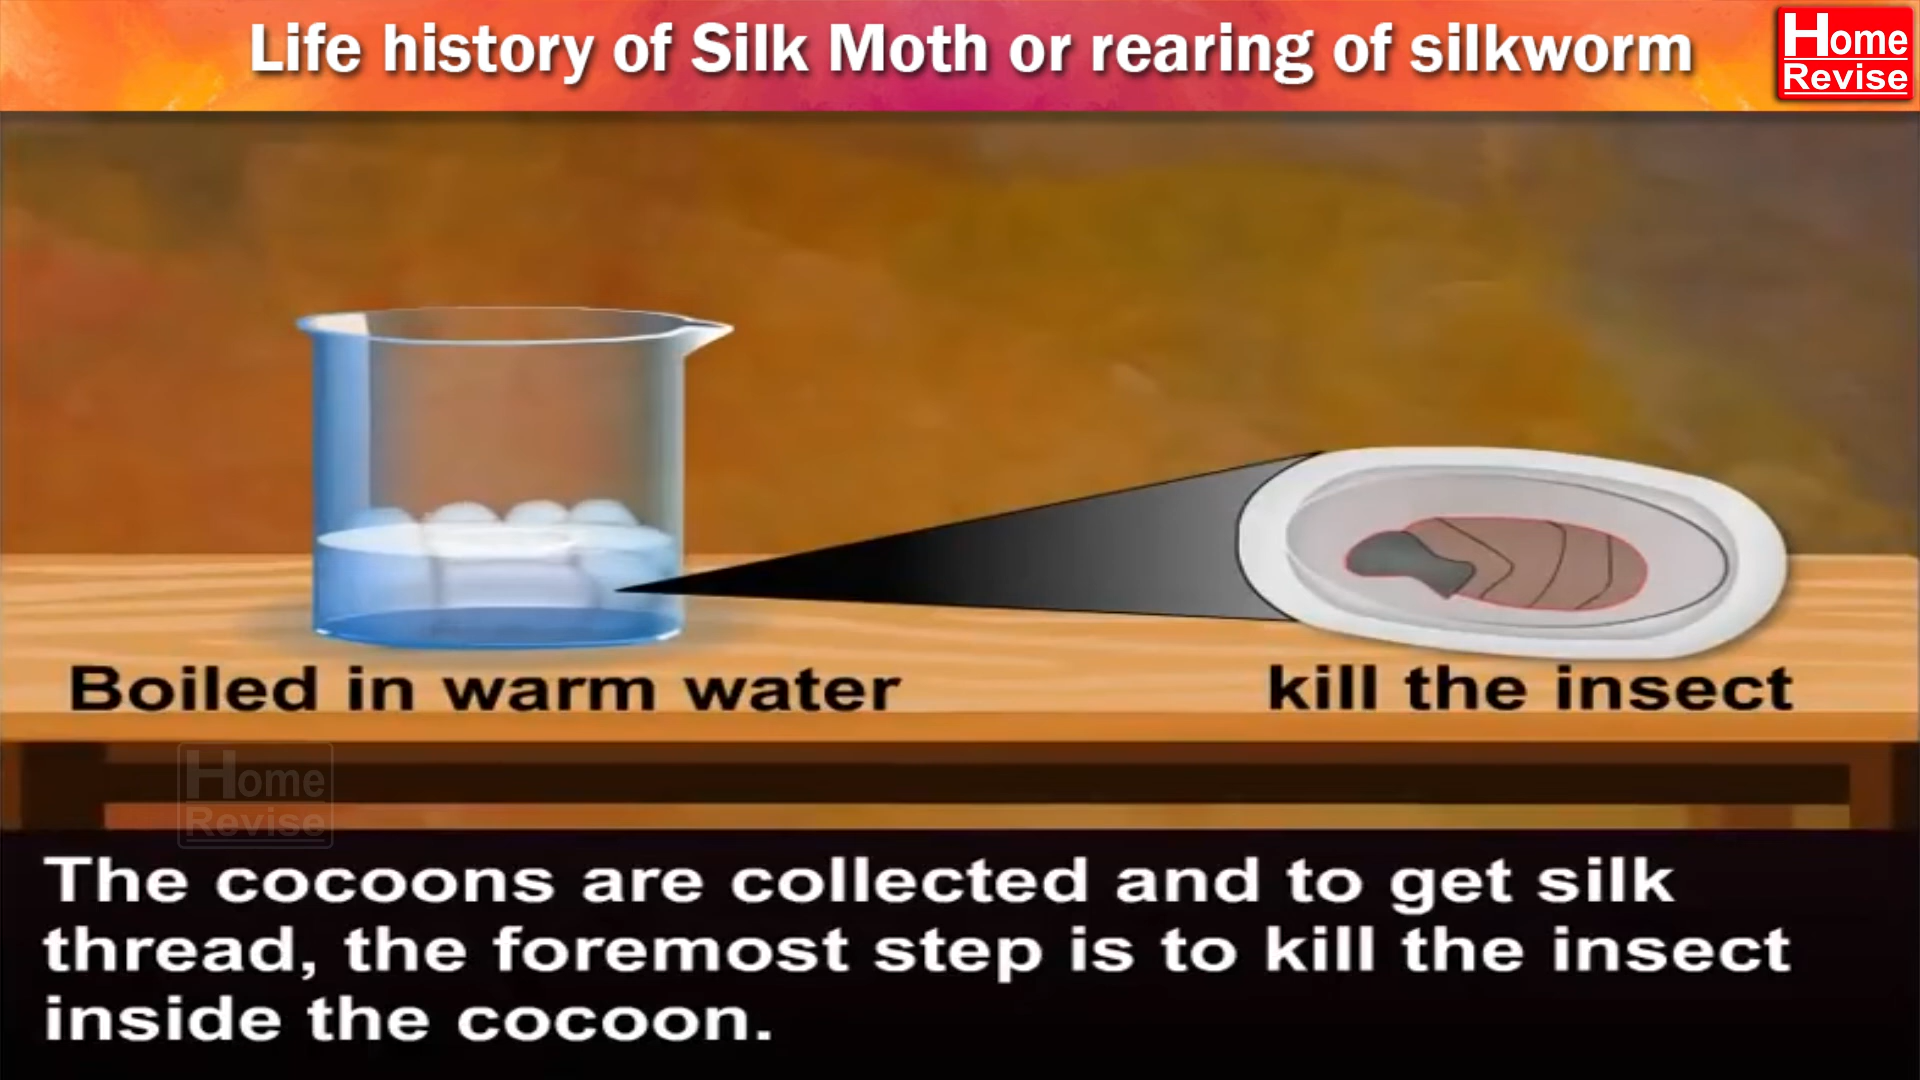 Life history of Silk Moth or rearing of silkworm
Home
Revise
Boiled in warm water
kill the insect
Home
Revise
The cocoons are collected and to get silk
thread, the foremost step is to kill the insect
inside the cocoon.